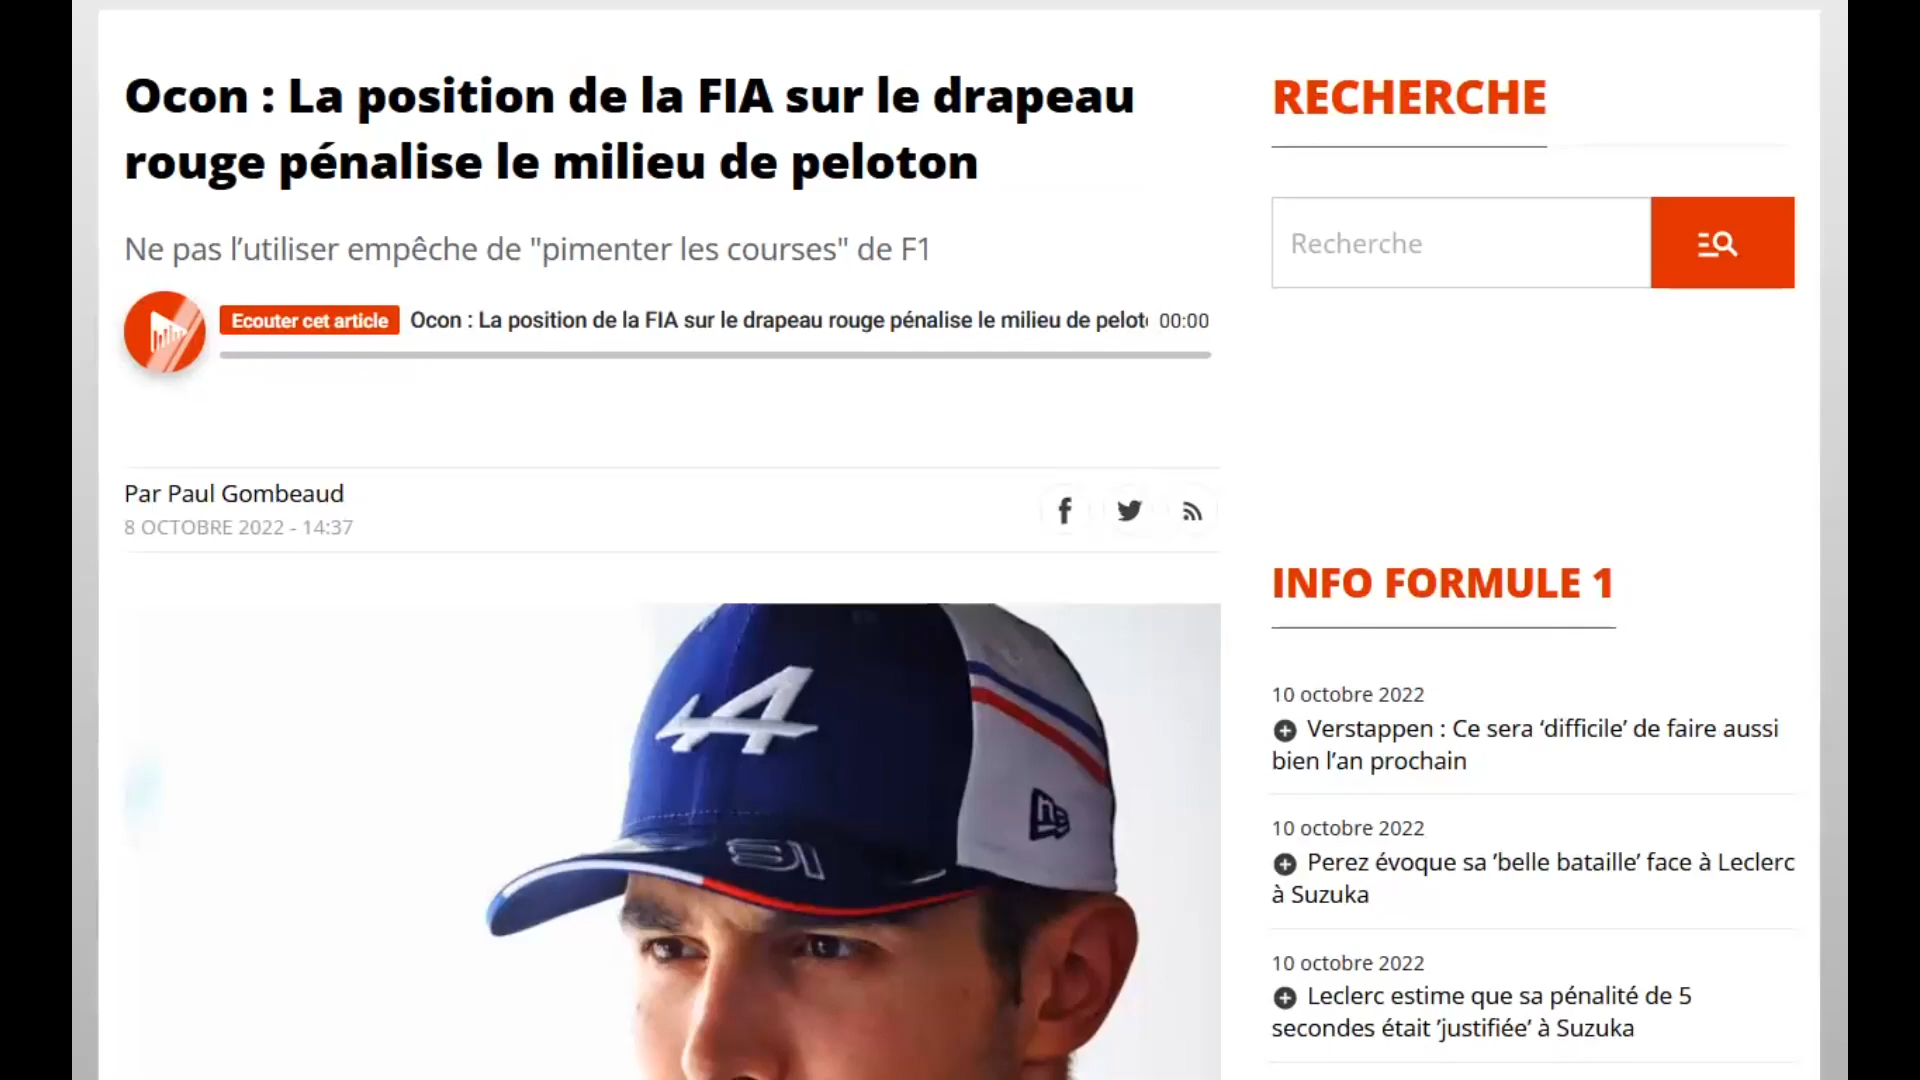 Ocon : La position de la FIA sur le drapeau
rouge pénalise le milieu de peloton
Ne pas l’utiliser empêche de "pimenter les courses" de F1
Ecouter cet article
Ocon : La position de la FIA sur le drapeau rouge pénalise le milieu de pelot
00:00
Par Paul Gombeaud
8 OCTOBRE 2022 - 14:37
A
31
RECHERCHE
Recherche
INFO FORMULE 1
10 octobre 2022
Verstappen : Ce sera ‘difficile’ de faire aussi
bien l’an prochain
10 octobre 2022
Perez évoque sa ’belle bataille’ face à Leclerc
à Suzuka
10 octobre 2022
Leclerc estime que sa pénalité de 5
secondes était ’justifiée’ à Suzuka